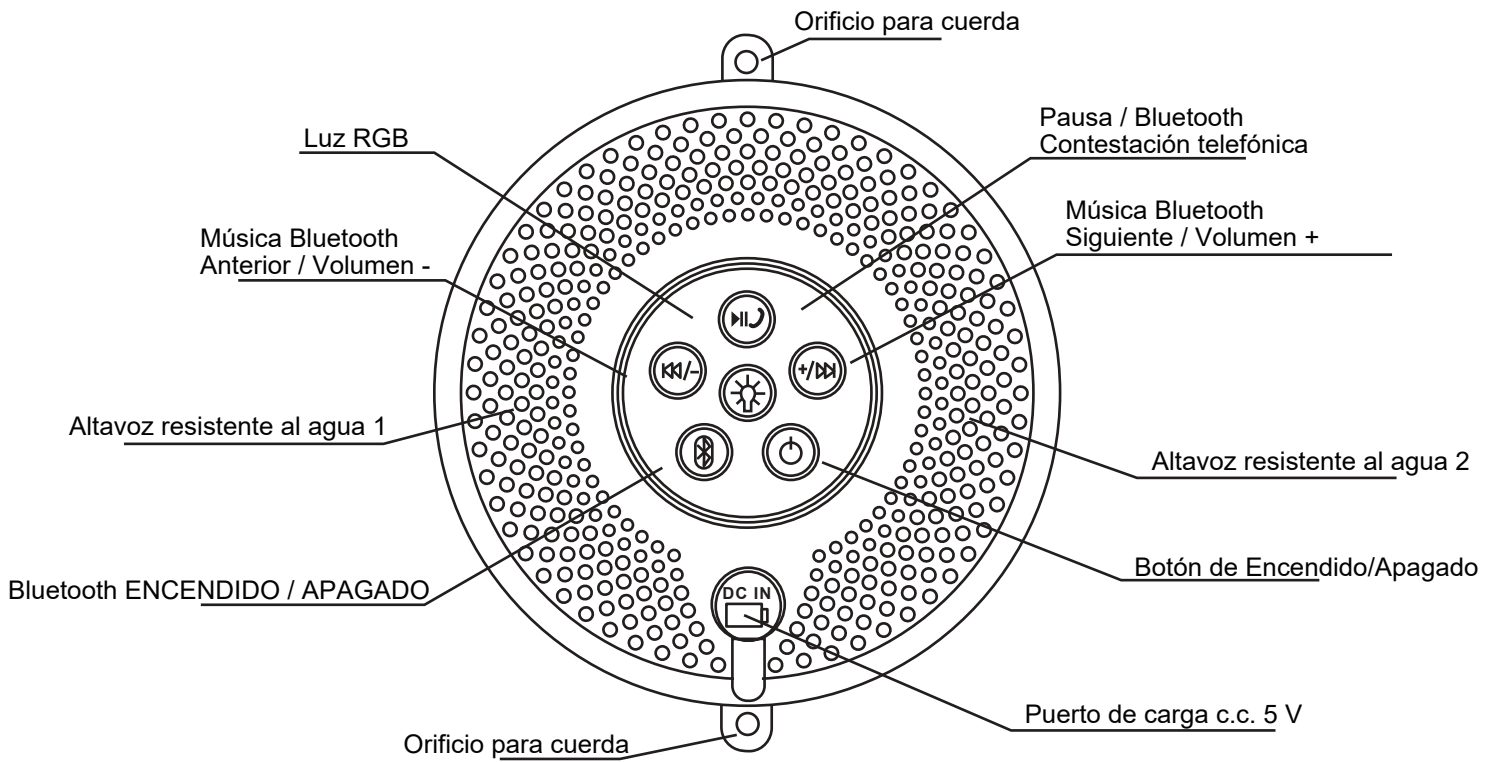 Orificio para cuerda
Luz RGB
Pausa / Bluetooth
Contestación telefónica
Música Bluetooth
Anterior / Volumen -
Música Bluetooth
Siguiente / Volumen +
/-
+/
Altavoz resistente al agua 1
Altavoz resistente al agua 2
Bluetooth ENCENDIDO / APAGADO
Botón de Encendido/Apagado
DC IN
Puerto de carga c.c. 5 V
Orificio para cuerda